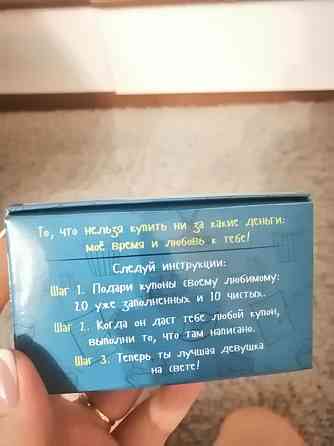 То, что нельзя купить ни за какие деньги:
моё время и любовь к тебе!
Следуй инструкции:
Шаг 1. Подари купоны своему любимому:
20 уже заполненных и 10 чистых.
Шаг 2. Когда он даст тебе любой купон,
выполни то, что там написано.
Шаг 3. Теперь ты лучшая девушка
на свете!